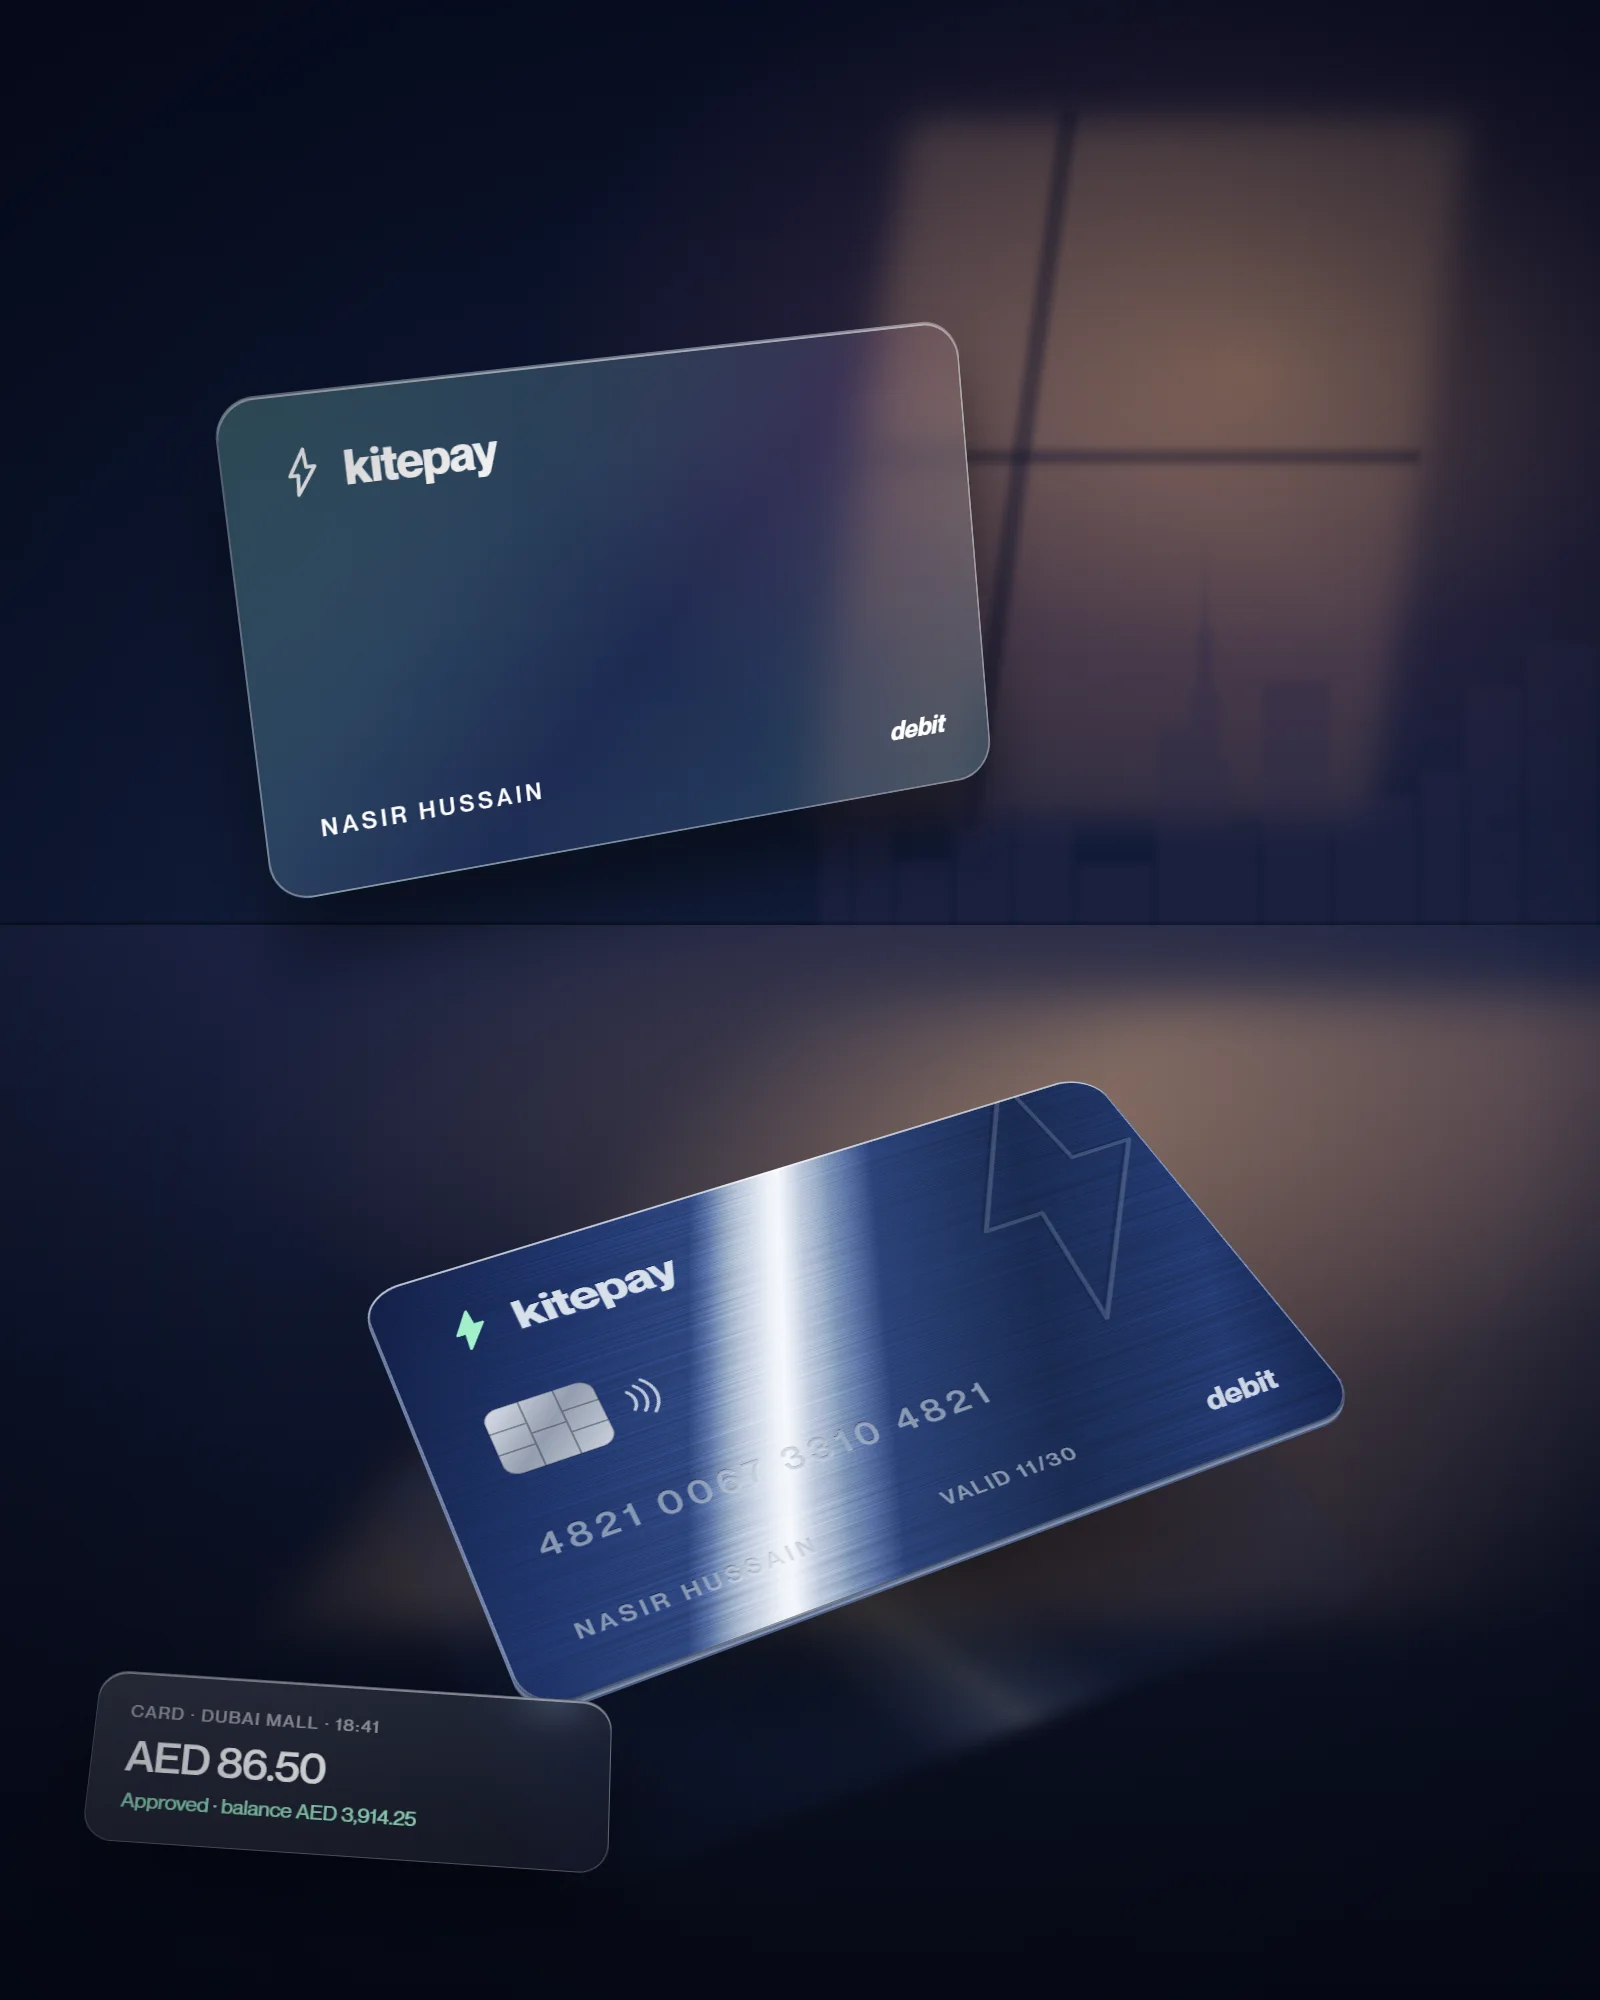 kitepay
debit
NASIR HUSSAIN
kitepay
4821 0067 3310 4821
debit
VALID 11/30
NASIR HUSSAIN
CARD · DUBAI MALL · 18:41
AED 86.50
Approved · balance AED 3,914.25